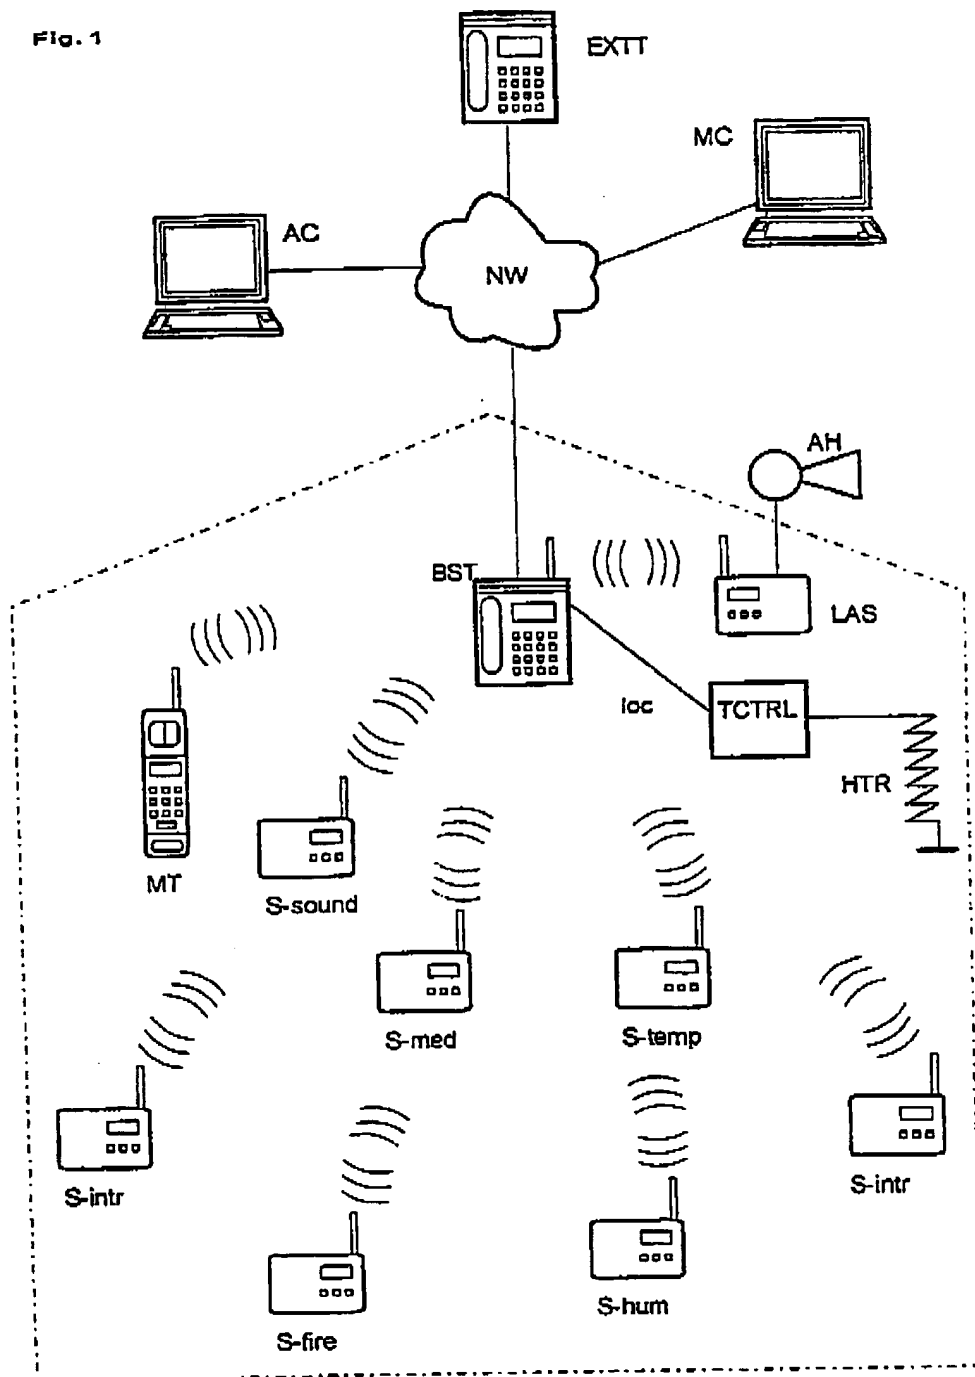 Fig. 1
EXTT
MC
AC
NW
AH
BST
LAS
loc
TCTRL
HTR
MT
S-sound
S-med
S-temp
S-intr
S-intr
S-fire
S-hum